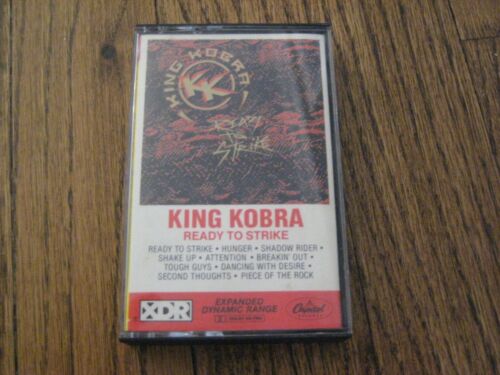 KING KOBRA
KK
READY
TO
STRIKE
KING KOBRA
READY TO STRIKE
READY TO STRIKE • HUNGER • SHADOW RIDER •
SHAKE UP • ATTENTION • BREAKIN' OUT •
TOUGH GUYS • DANCING WITH DESIRE •
SECOND THOUGHTS • PIECE OF THE ROCK
XDR
EXPANDED
DYNAMIC RANGE
Capitol